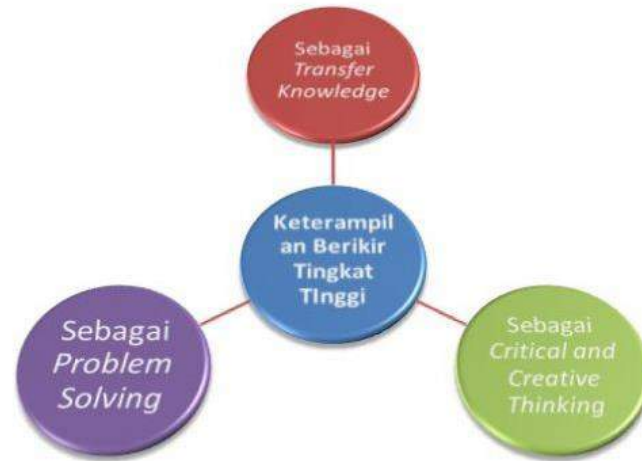 Sebagai
Transfer
Knowledge
Keterampil
an Berikir
Tingkat
TInggi
Sebagai
Problem
Solving
Sebagai
Critical and
Creative
Thinking